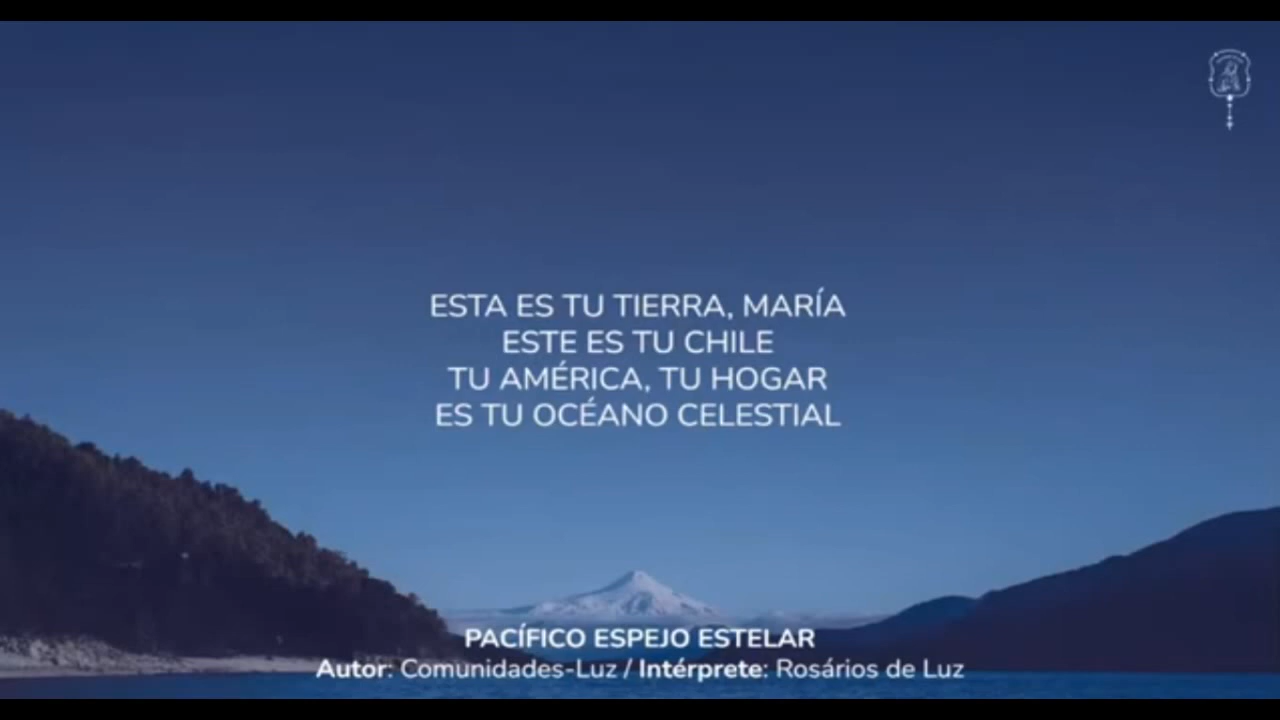 ESTA ES TU TIERRA, MARÍA
ESTE ES TU CHILE
TU AMÉRICA, TU HOGAR
ES TU OCÉANO CELESTIAL
PACÍFICO ESPEJO ESTELAR
Autor: Comunidades-Luz / Intérprete: Rosários de Luz